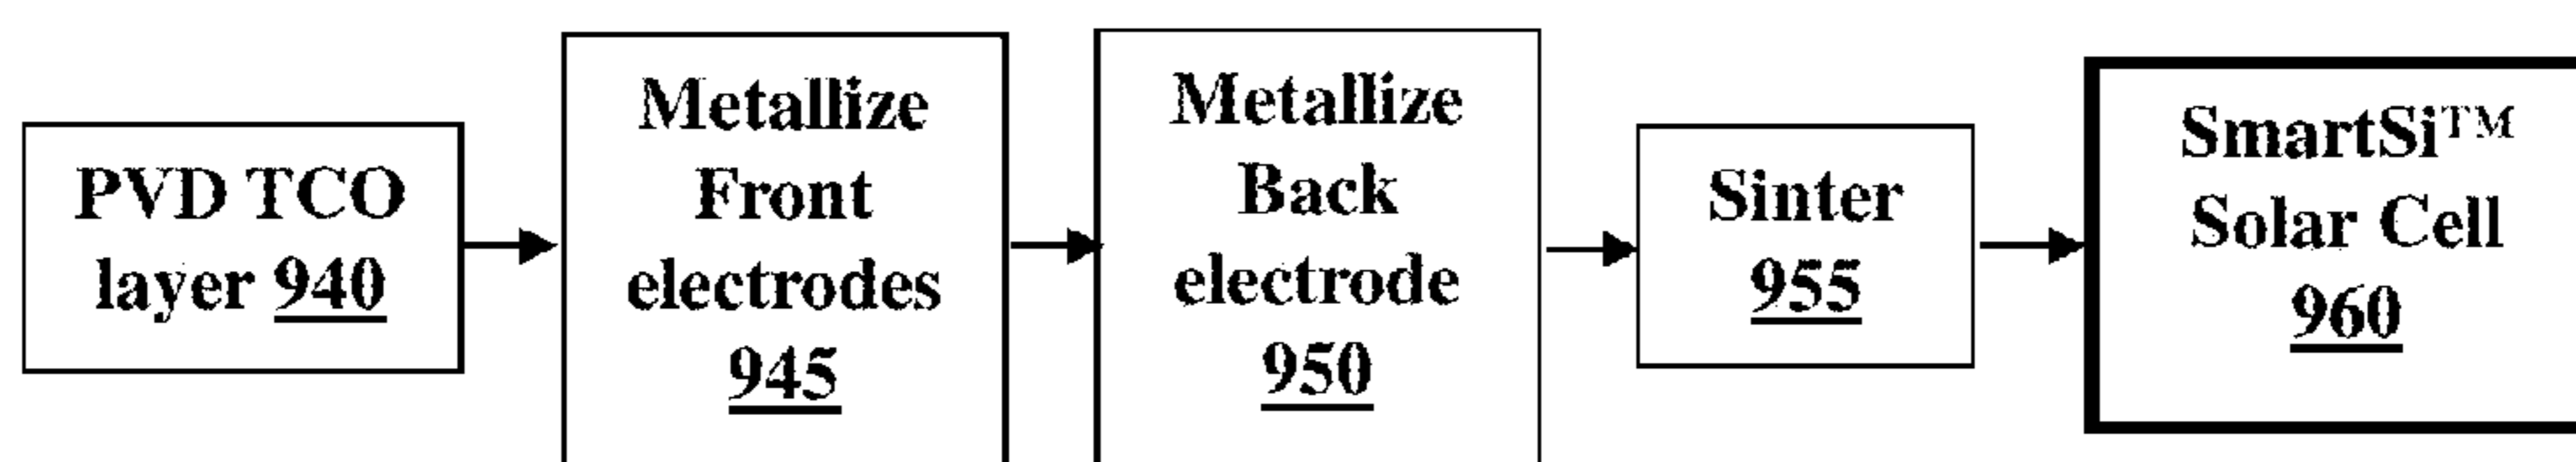 PVD TCO
layer 940
Metallize
Front
electrodes
945
Metallize
Back
electrode
950
Sinter
955
SmartSi™
Solar Cell
960